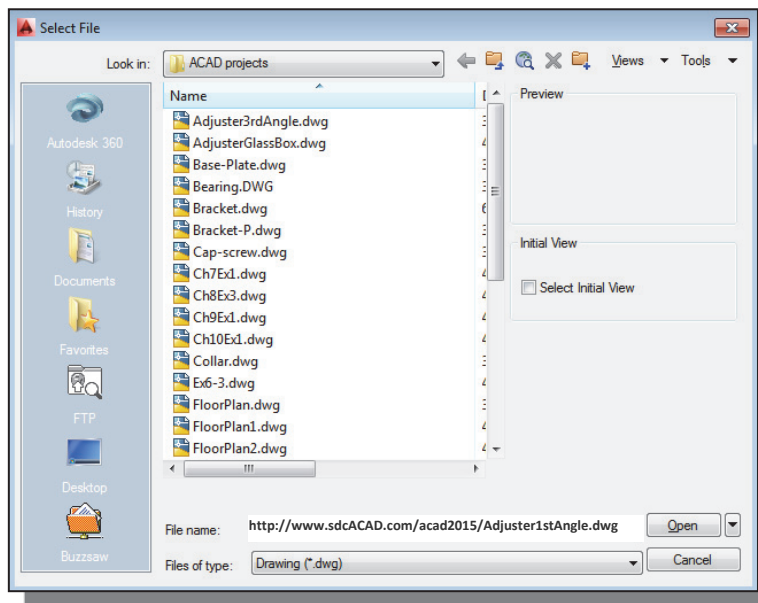 Select File
Look in: ACAD projects Views Tools
Name Preview
Autodesk 360
History
Documents
Favorites
FTP
Desktop
Buzzsaw
Adjuster3rdAngle.dwg
AdjusterGlassBox.dwg
Base-Plate.dwg
Bearing.DWG
Bracket.dwg
Bracket-P.dwg
Cap-screw.dwg
Ch7Ex1.dwg
Ch8Ex3.dwg
Ch9Ex1.dwg
Ch10Ex1.dwg
Collar.dwg
Ex6-3.dwg
FloorPlan.dwg
FloorPlan1.dwg
FloorPlan2.dwg
Initial View
Select Initial View
File name: http://www.sdcACAD.com/acad2015/Adjuster1stAngle.dwg Open
Files of type: Drawing (*.dwg) Cancel